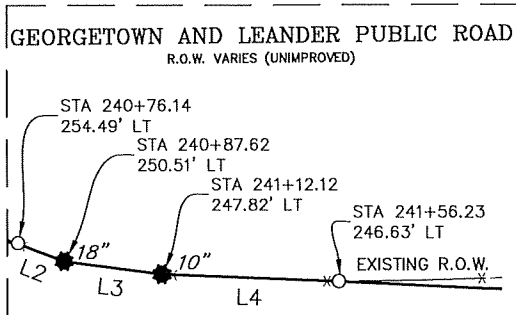 GEORGETOWN AND LEANDER PUBLIC ROAD
R.O.W. VARIES (UNIMPROVED)
STA 240+76.14
254.49' LT
STA 240+87.62
250.51' LT
STA 241+12.12
247.82' LT
STA 241+56.23
246.63' LT
18"
10"
EXISTING R.O.W.
L2
L3
L4